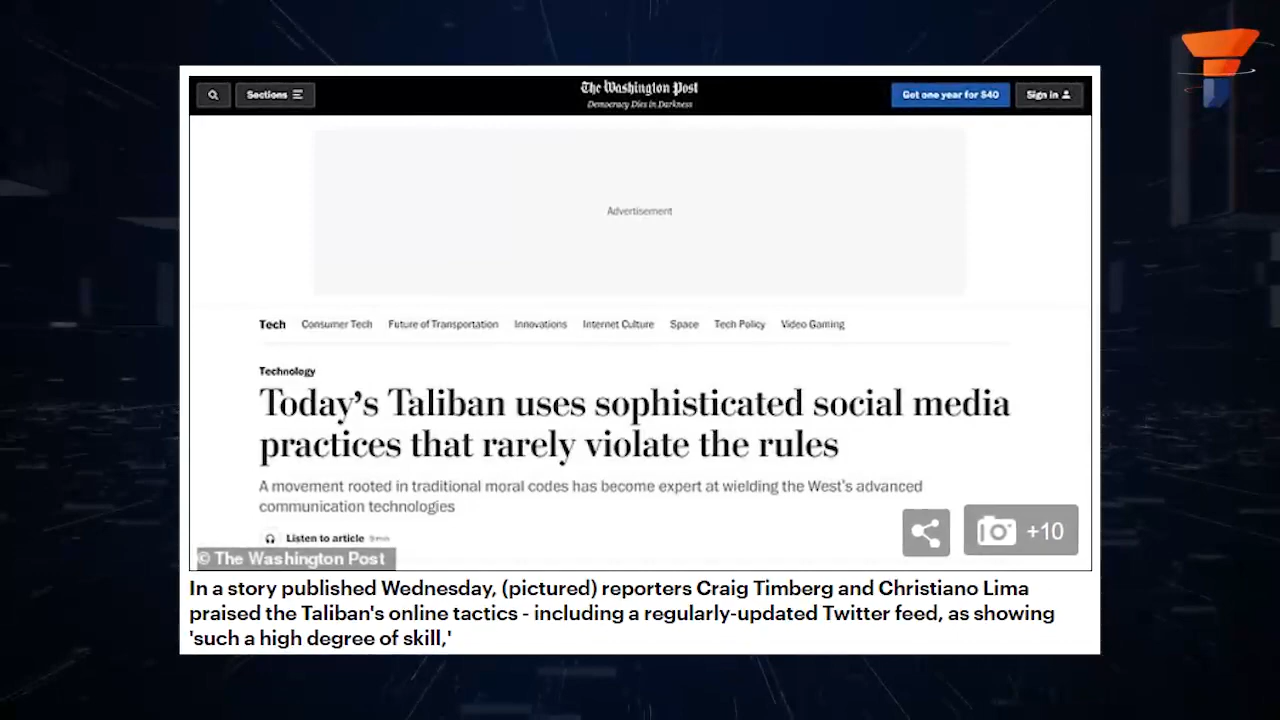 Sections
The Washington Post
Democracy Dies in Darkness
Get one year for $40
Sign in
Advertisement
Tech Consumer Tech Future of Transportation Innovations Internet Culture Space Tech Policy Video Gaming
Technology
Today's Taliban uses sophisticated social media
practices that rarely violate the rules
A movement rooted in traditional moral codes has become expert at wielding the West's advanced
communication technologies
Listen to article 9 min
+10
© The Washington Post
In a story published Wednesday, (pictured) reporters Craig Timberg and Christiano Lima
praised the Taliban's online tactics - including a regularly-updated Twitter feed, as showing
'such a high degree of skill,'